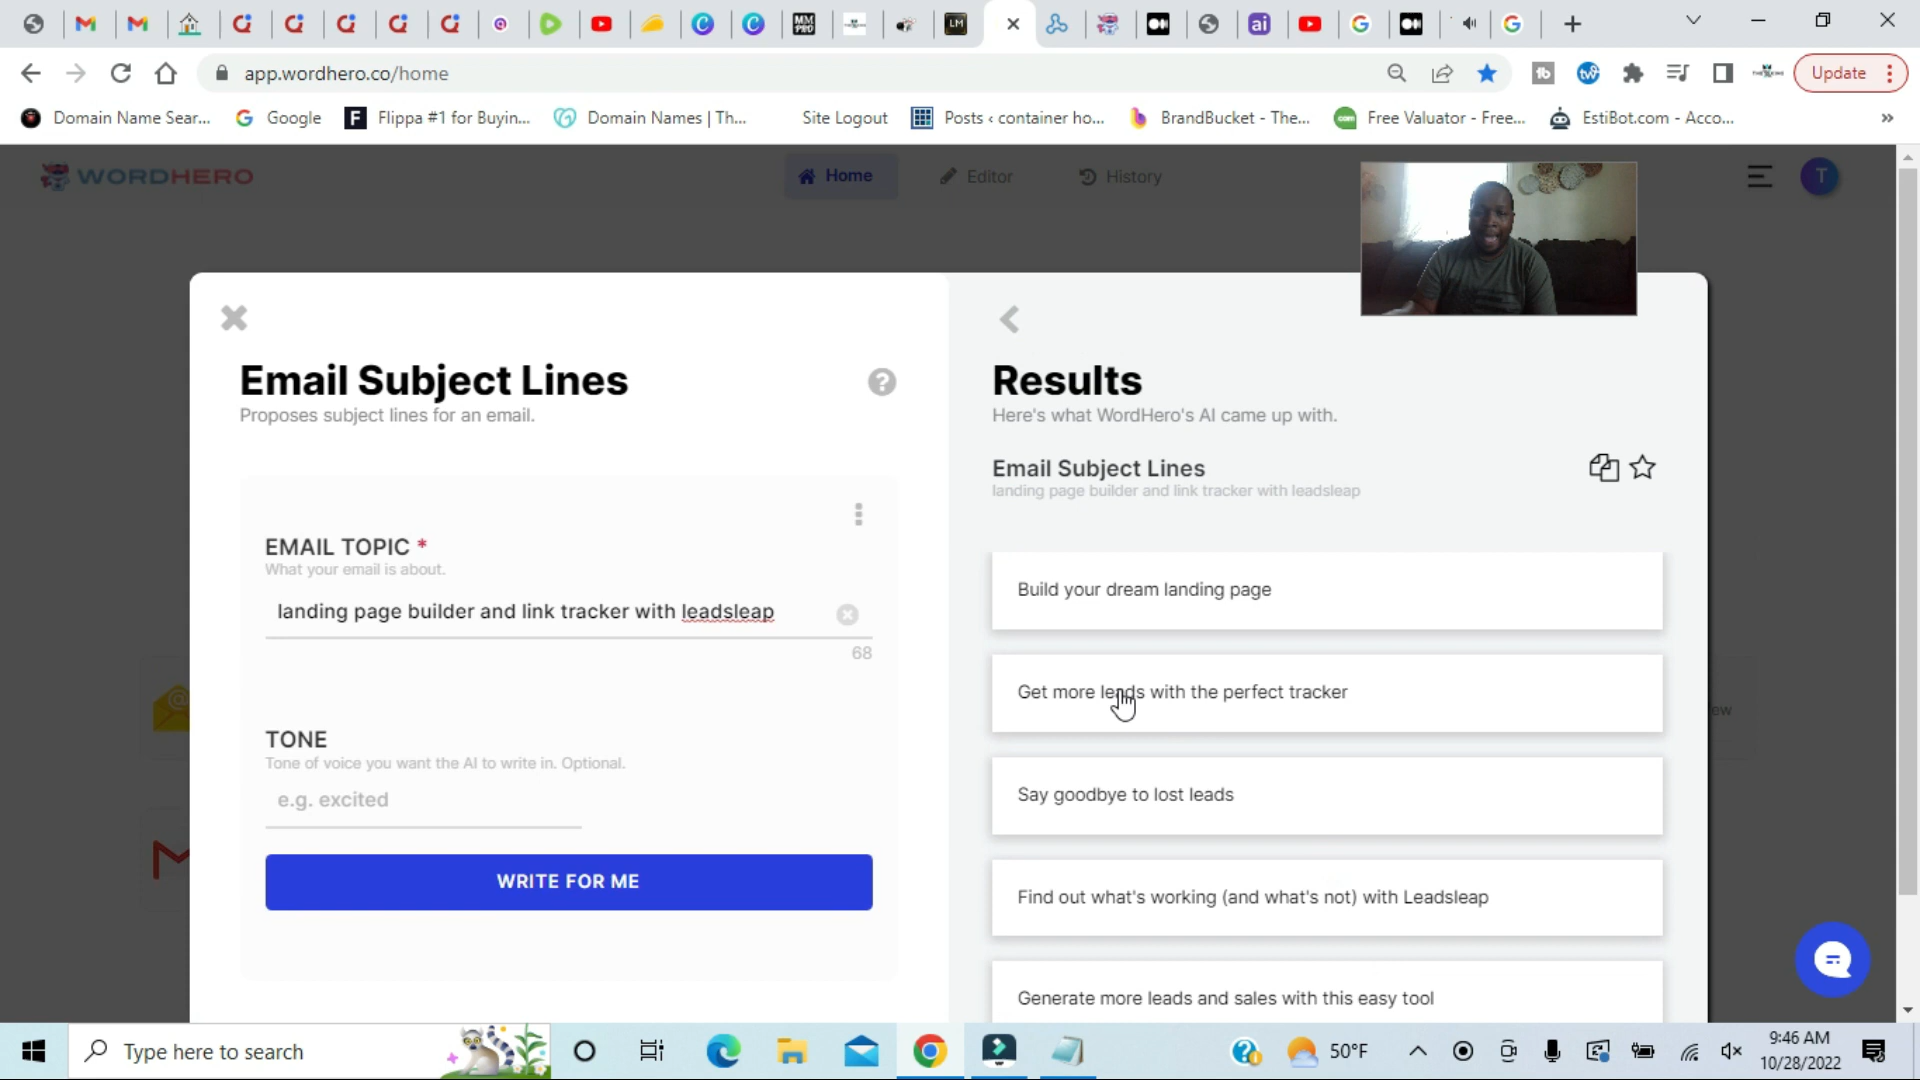 LM
ai
app.wordhero.co/home
Update
Domain Name Sear...
Google
Flippa #1 for Buyin...
Domain Names | Th...
Site Logout
Posts ‹ container ho...
BrandBucket - The...
Free Valuator - Free...
EstiBot.com - Acco...
»
WORDHERO
Home
Editor
History
T
Email Subject Lines
Proposes subject lines for an email.
EMAIL TOPIC *
What your email is about.
landing page builder and link tracker with leadsleap
68
TONE
Tone of voice you want the AI to write in. Optional.
e.g. excited
WRITE FOR ME
Results
Here's what WordHero's AI came up with.
Email Subject Lines
landing page builder and link tracker with leadsleap
Build your dream landing page
Get more leads with the perfect tracker
Say goodbye to lost leads
Find out what's working (and what's not) with Leadsleap
Generate more leads and sales with this easy tool
Type here to search
50°F
9:46 AM
10/28/2022